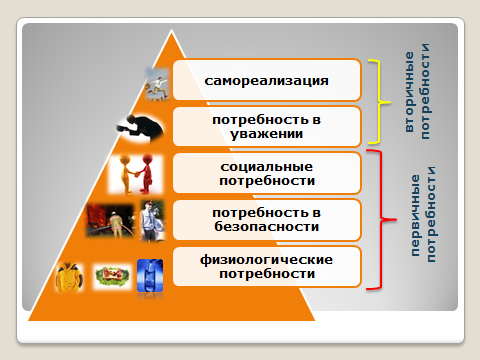 самореализация
потребность в
уважении
социальные
потребности
потребность в
безопасности
физиологические
потребности
вторичные
потребности
первичные
потребности